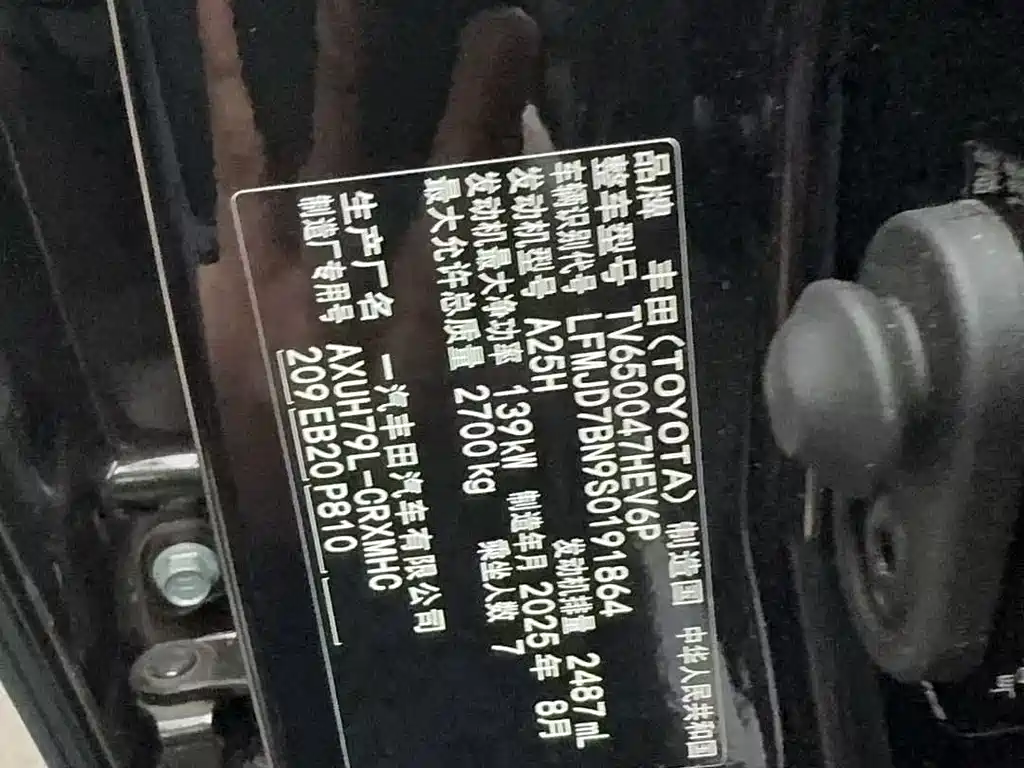 品牌 丰田(TOYOTA) 制造国 中华人民共和国
整车型号 TV65047HEV6P
车辆识别代号 LFMJD7BN9S0191864
发动机型号 A25H 发动机排量 2487mL
发动机最大净功率 139kW 制造年月 2025年 8月
最大允许总质量 2700kg 乘坐人数 7
生产厂名 一汽丰田汽车有限公司
制造厂专用号 AXUH79L-CRXMHC
209 EB20 P810